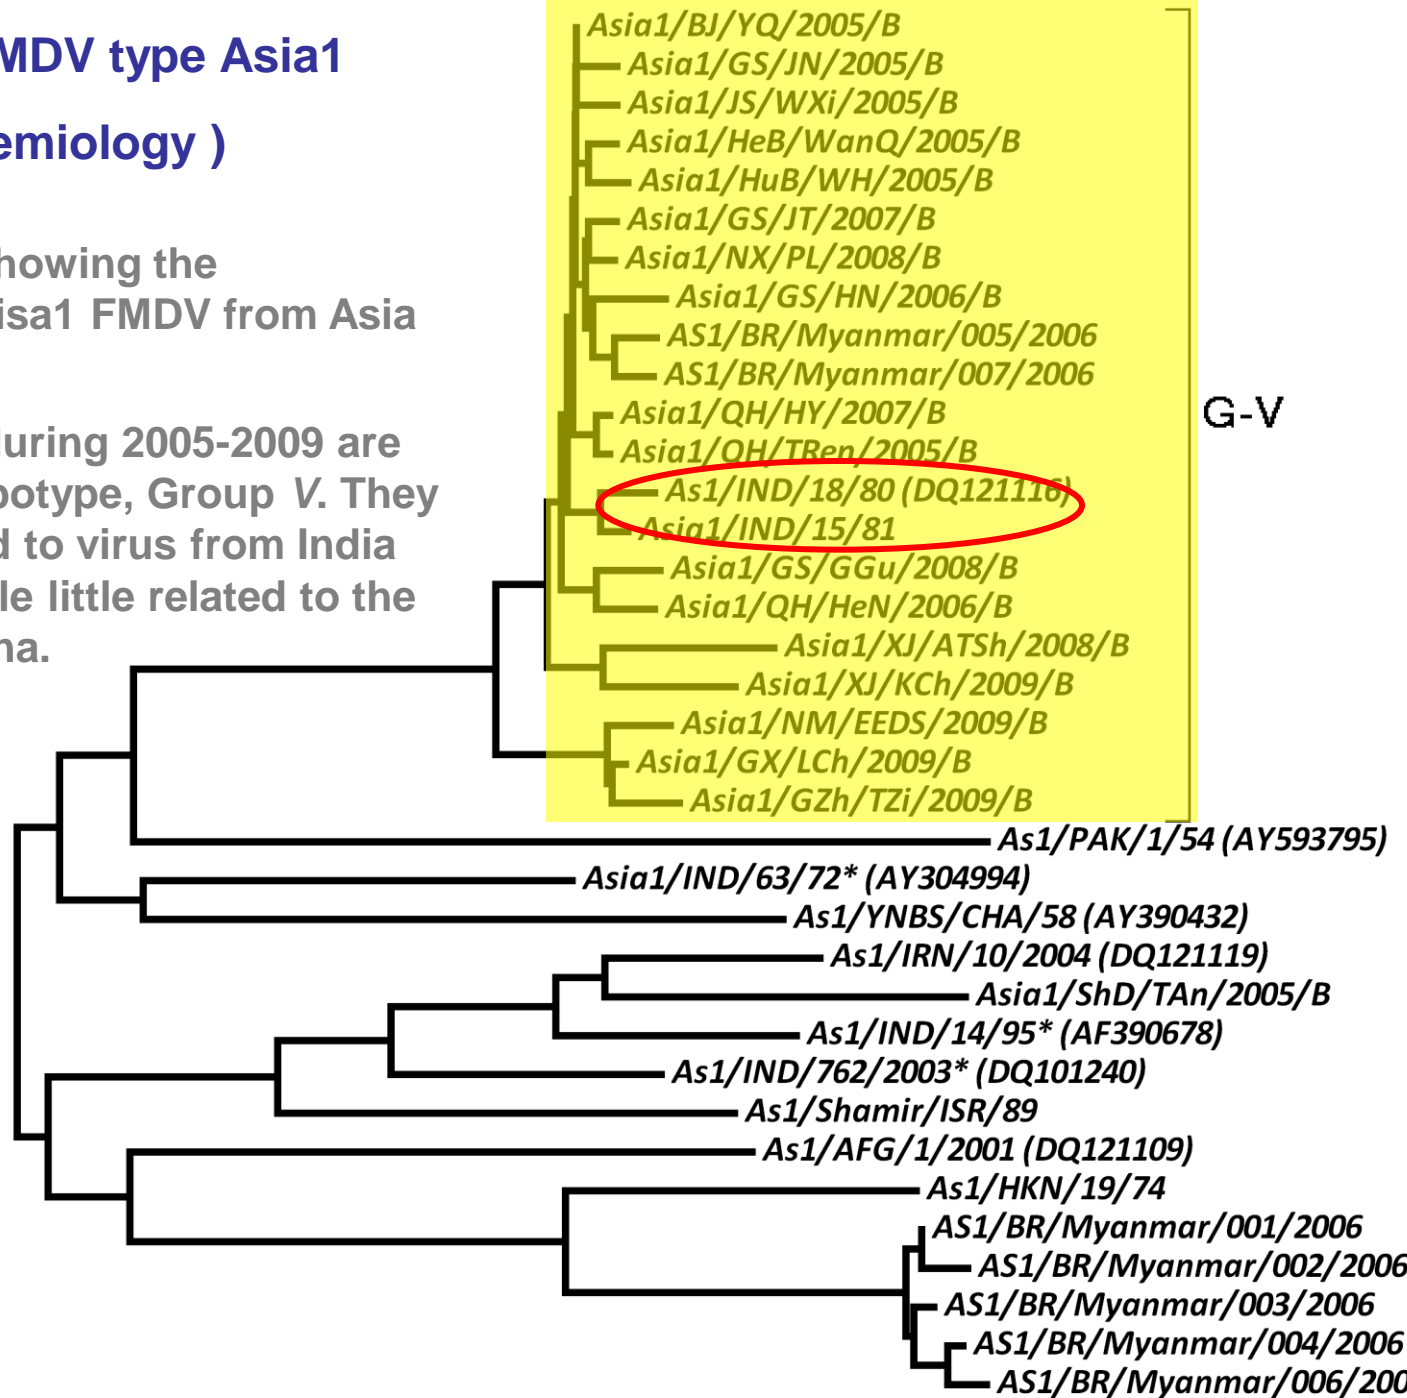 MDV type Asia1
emiology )
howing the
isa1 FMDV from Asia
during 2005-2009 are
potype, Group V. They
d to virus from India
le little related to the
na.
Asia1/BJ/YQ/2005/B
Asia1/GS/JN/2005/B
Asia1/JS/WXi/2005/B
Asia1/HeB/WanQ/2005/B
Asia1/HuB/WH/2005/B
Asia1/GS/JT/2007/B
Asia1/NX/PL/2008/B
Asia1/GS/HN/2006/B
AS1/BR/Myanmar/005/2006
AS1/BR/Myanmar/007/2006
Asia1/QH/HY/2007/B
Asia1/QH/TRen/2005/B
As1/IND/18/80 (DQ121116)
Asia1/IND/15/81
Asia1/GS/GGu/2008/B
Asia1/QH/HeN/2006/B
Asia1/XJ/ATSh/2008/B
Asia1/XJ/KCh/2009/B
Asia1/NM/EEDS/2009/B
Asia1/GX/LCh/2009/B
Asia1/GZh/TZi/2009/B
G-V
As1/PAK/1/54 (AY593795)
Asia1/IND/63/72* (AY304994)
As1/YNBS/CHA/58 (AY390432)
As1/IRN/10/2004 (DQ121119)
Asia1/ShD/TAn/2005/B
As1/IND/14/95* (AF390678)
As1/IND/762/2003* (DQ101240)
As1/Shamir/ISR/89
As1/AFG/1/2001 (DQ121109)
As1/HKN/19/74
AS1/BR/Myanmar/001/2006
AS1/BR/Myanmar/002/2006
AS1/BR/Myanmar/003/2006
AS1/BR/Myanmar/004/2006
AS1/BR/Myanmar/006/200